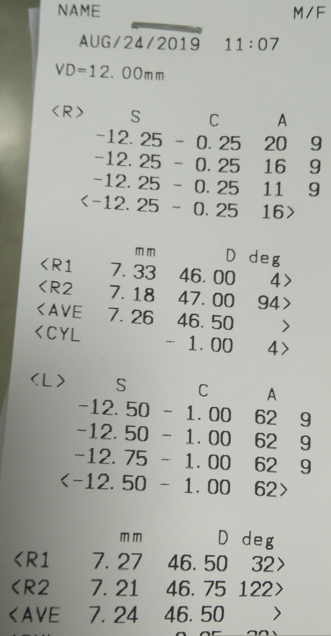 NAME M/F
AUG/24/2019 11:07
VD=12.00mm
<R> S C A
-12.25 - 0.25 20 9
-12.25 - 0.25 16 9
-12.25 - 0.25 11 9
<-12.25 - 0.25 16>
mm D deg
<R1 7.33 46.00 4>
<R2 7.18 47.00 94>
<AVE 7.26 46.50 >
<CYL - 1.00 4>
<L> S C A
-12.50 - 1.00 62 9
-12.50 - 1.00 62 9
-12.75 - 1.00 62 9
<-12.50 - 1.00 62>
mm D deg
<R1 7.27 46.50 32>
<R2 7.21 46.75 122>
<AVE 7.24 46.50 >